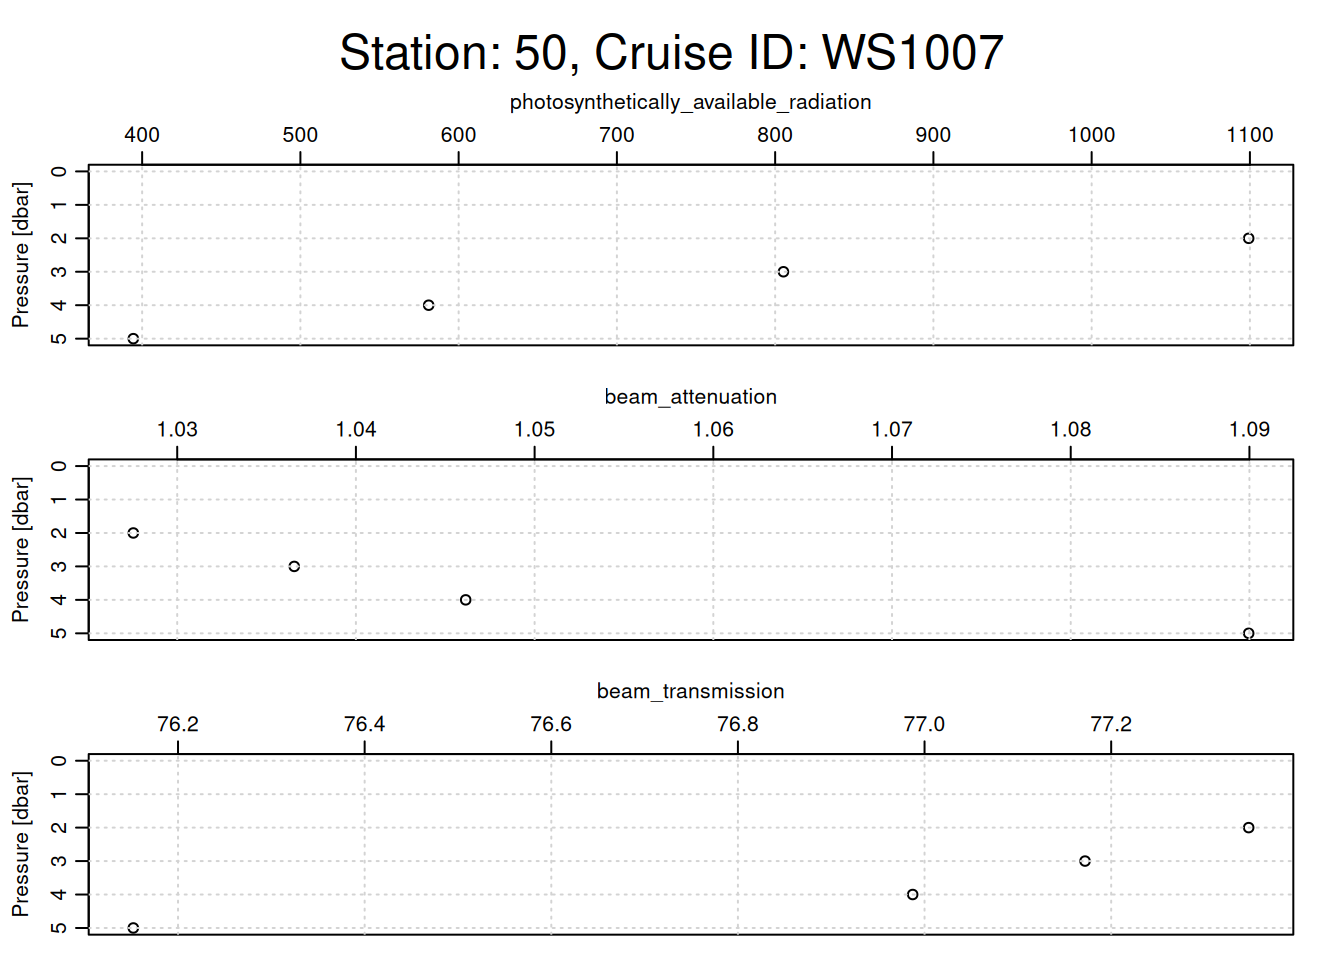 Station: 50, Cruise ID: WS1007
photosynthetically_available_radiation
400 500 600 700 800 900 1000 1100
Pressure [dbar]
0
1
2
3
4
5
beam_attenuation
1.03 1.04 1.05 1.06 1.07 1.08 1.09
Pressure [dbar]
0
1
2
3
4
5
beam_transmission
76.2 76.4 76.6 76.8 77.0 77.2
Pressure [dbar]
0
1
2
3
4
5